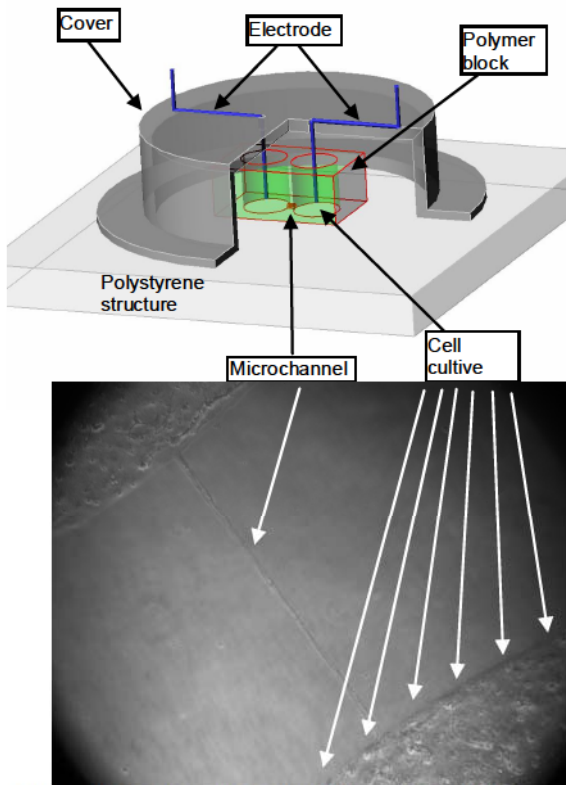 Cover
Electrode
Polymer
block
Polystyrene
structure
Microchannel
Cell
cultive